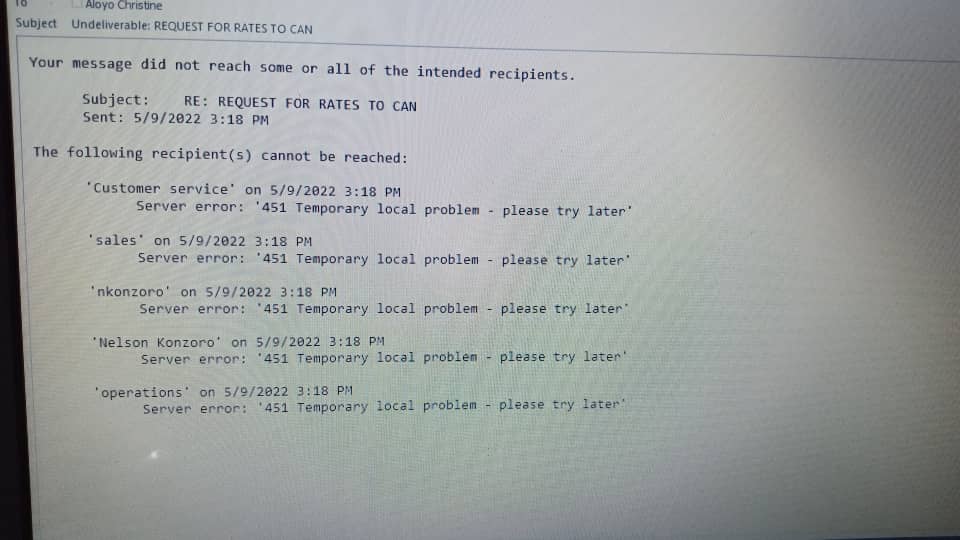 To Aloyo Christine
Subject Undeliverable: REQUEST FOR RATES TO CAN
Your message did not reach some or all of the intended recipients.
Subject: RE: REQUEST FOR RATES TO CAN
Sent: 5/9/2022 3:18 PM
The following recipient(s) cannot be reached:
'Customer service' on 5/9/2022 3:18 PM
Server error: '451 Temporary local problem - please try later'
'sales' on 5/9/2022 3:18 PM
Server error: '451 Temporary local problem - please try later'
'nkonzoro' on 5/9/2022 3:18 PM
Server error: '451 Temporary local problem - please try later'
'Nelson Konzoro' on 5/9/2022 3:18 PM
Server error: '451 Temporary local problem - please try later'
'operations' on 5/9/2022 3:18 PM
Server error: '451 Temporary local problem - please try later'